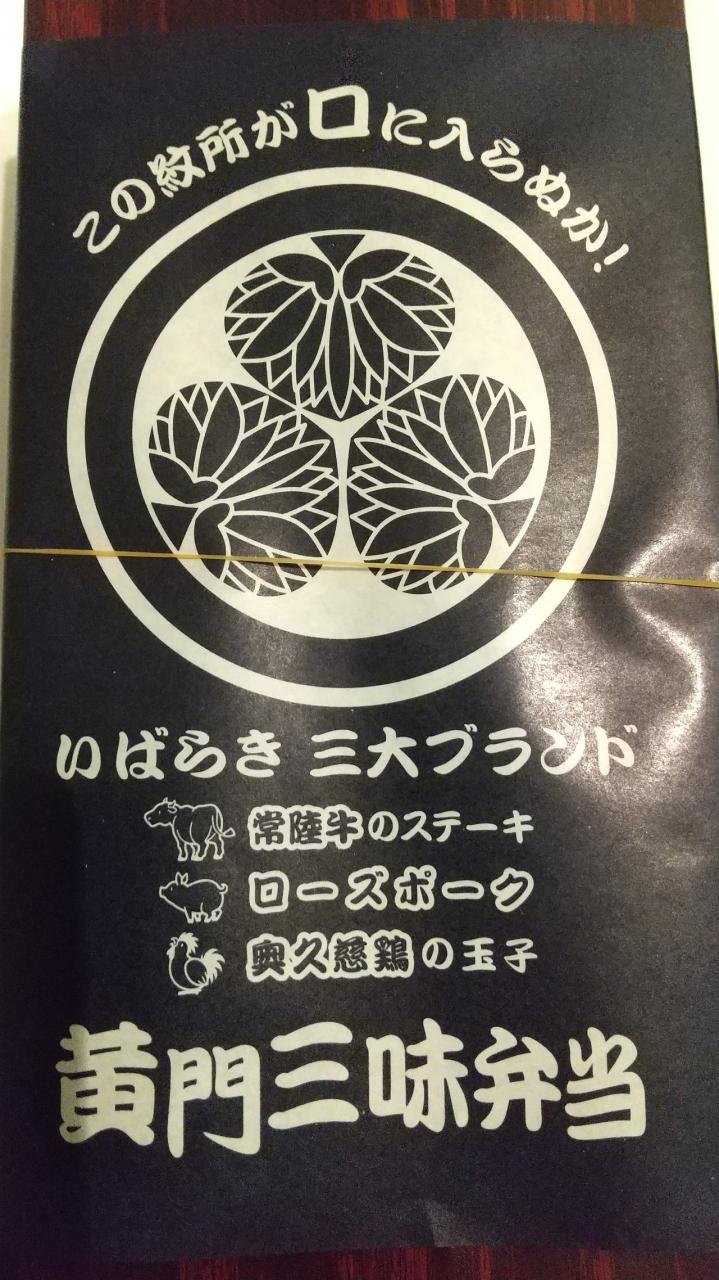 この紋所が口に入らぬか!
いばらき 三大ブランド
常陸牛のステーキ
ローズポーク
奥久慈鶏の玉子
黄門三味弁当